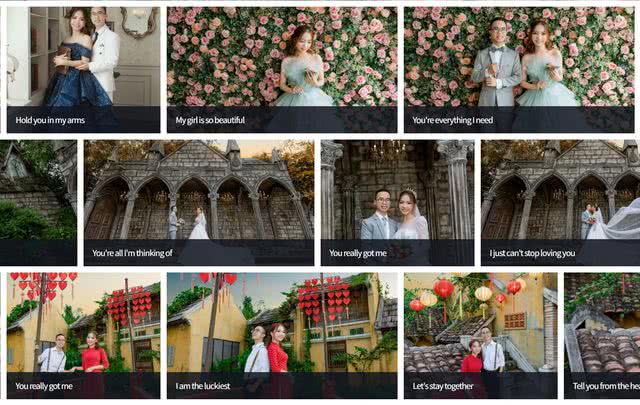 Hold you in my arms
My girl is so beautiful
You're everything I need
You're all I'm thinking of
You really got me
I just can't stop loving you
You really got me
I am the luckiest
Let's stay together
Tell you from the hea